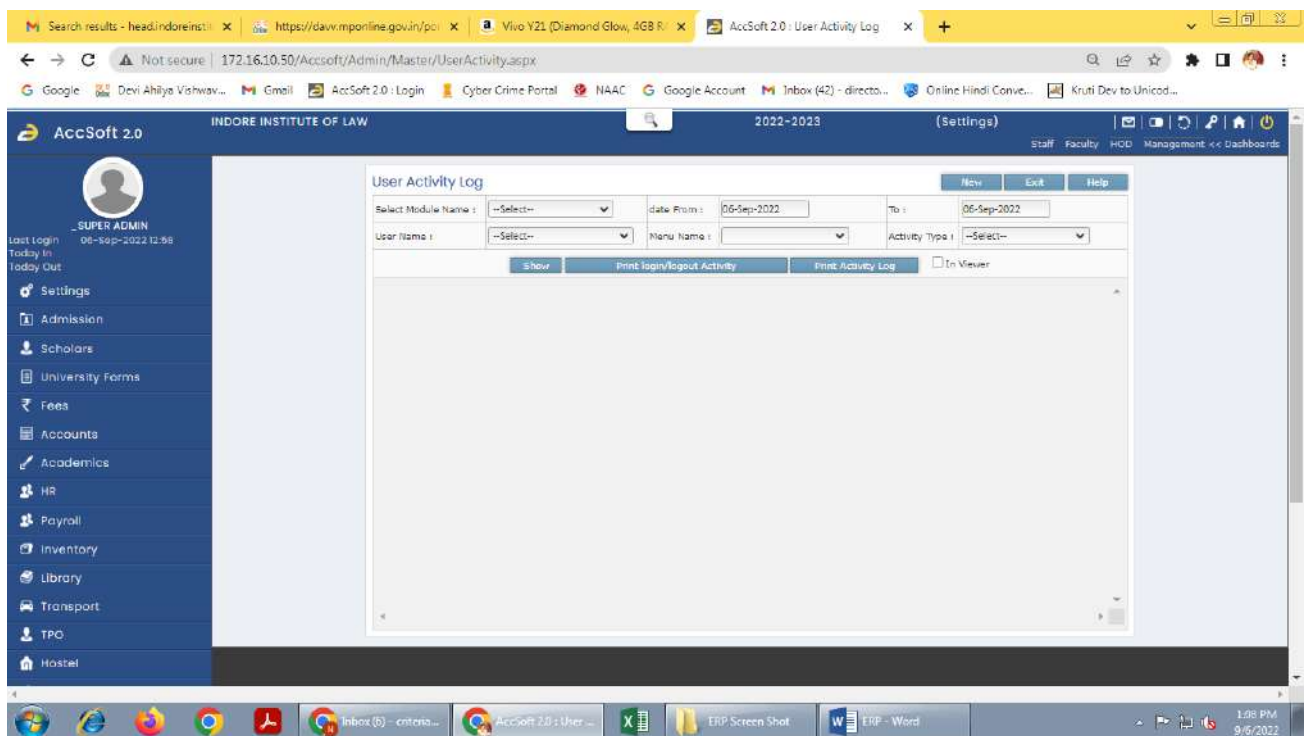 Search results - head.indoreinsti
https://davv.mponline.gov.in/por
Vivo Y21 (Diamond Glow, 4GB R
AccSoft 2.0 : User Activity Log
Not secure | 172.16.10.50/Accsoft/Admin/Master/UserActivity.aspx
Google Devi Ahilya Vishwav... Gmail AccSoft 2.0 : Login Cyber Crime Portal NAAC Google Account Inbox (42) - directo... Online Hindi Conve... Kruti Dev to Unicod...
AccSoft 2.0 INDORE INSTITUTE OF LAW 2022-2023 (Settings)
Staff Faculty HOD Management << Dashboards
_SUPER ADMIN
Last Login 06-Sep-2022 12:58
Today In
Today Out
Settings
Admission
Scholars
University Forms
Fees
Accounts
Academics
HR
Payroll
Inventory
Library
Transport
TPO
Hostel
User Activity Log New Exit Help
Select Module Name : --Select-- date From : 06-Sep-2022 To : 06-Sep-2022
User Name : --Select-- Menu Name : Activity Type : --Select--
Show Print login/logout Activity Print Activity Log In Viewer
Inbox (6) - criteria... AccSoft 2.0 : User ... ERP Screen Shot ERP - Word
1:08 PM
9/6/2022